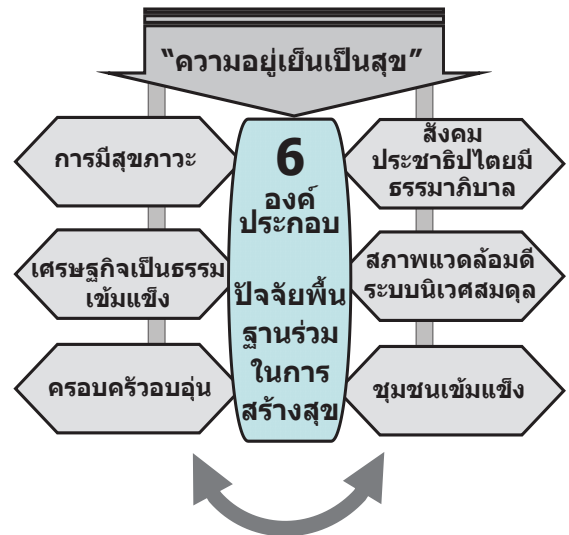 “ความอยู่เย็นเป็นสุข”
การมีสุขภาวะ
เศรษฐกิจเป็นธรรม
เข้มแข็ง
ครอบครัวอบอุ่น
6
องค์
ประกอบ
ปัจจัยพื้น
ฐานร่วม
ในการ
สร้างสุข
สังคม
ประชาธิปไตยมี
ธรรมาภิบาล
สภาพแวดล้อมดี
ระบบนิเวศสมดุล
ชุมชนเข้มแข็ง